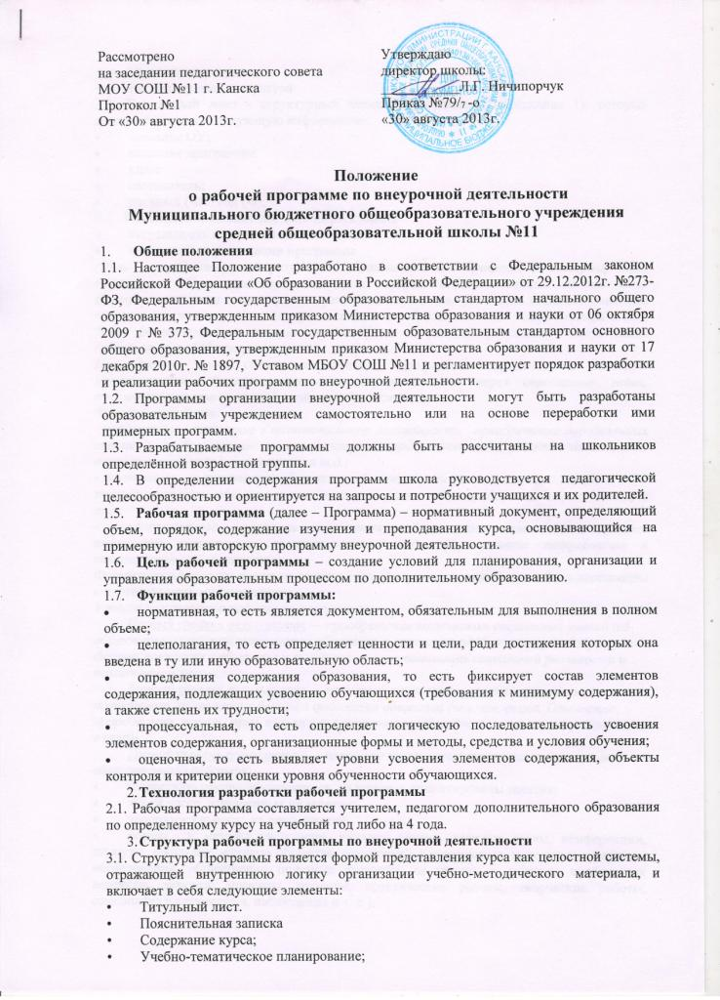 Рассмотрено
на заседании педагогического совета
МОУ СОШ №11 г. Канска
Протокол №1
От «30» августа 2013г.
Утверждаю
директор школы:
Л.Г. Ничипорчук
Приказ №79/7 -о
«30» августа 2013г.
Положение
о рабочей программе по внеурочной деятельности
Муниципального бюджетного общеобразовательного учреждения
средней общеобразовательной школы №11
1. Общие положения
1.1. Настоящее Положение разработано в соответствии с Федеральным законом
Российской Федерации «Об образовании в Российской Федерации» от 29.12.2012г. №273-
ФЗ, Федеральным государственным образовательным стандартом начального общего
образования, утвержденным приказом Министерства образования и науки от 06 октября
2009 г № 373, Федеральным государственным образовательным стандартом основного
общего образования, утвержденным приказом Министерства образования и науки от 17
декабря 2010г. № 1897, Уставом МБОУ СОШ №11 и регламентирует порядок разработки
и реализации рабочих программ по внеурочной деятельности.
1.2. Программы организации внеурочной деятельности могут быть разработаны
образовательным учреждением самостоятельно или на основе переработки ими
примерных программ.
1.3. Разрабатываемые программы должны быть рассчитаны на школьников
определённой возрастной группы.
1.4. В определении содержания программ школа руководствуется педагогической
целесообразностью и ориентируется на запросы и потребности учащихся и их родителей.
1.5. Рабочая программа (далее – Программа) – нормативный документ, определяющий
объем, порядок, содержание изучения и преподавания курса, основывающийся на
примерную или авторскую программу внеурочной деятельности.
1.6. Цель рабочей программы – создание условий для планирования, организации и
управления образовательным процессом по дополнительному образованию.
1.7. Функции рабочей программы:
• нормативная, то есть является документом, обязательным для выполнения в полном
объеме;
• целеполагания, то есть определяет ценности и цели, ради достижения которых она
введена в ту или иную образовательную область;
• определения содержания образования, то есть фиксирует состав элементов
содержания, подлежащих усвоению обучающихся (требования к минимуму содержания),
а также степень их трудности;
• процессуальная, то есть определяет логическую последовательность усвоения
элементов содержания, организационные формы и методы, средства и условия обучения;
• оценочная, то есть выявляет уровни усвоения элементов содержания, объекты
контроля и критерии оценки уровня обученности обучающихся.
2. Технология разработки рабочей программы
2.1. Рабочая программа составляется учителем, педагогом дополнительного образования
по определенному курсу на учебный год либо на 4 года.
3. Структура рабочей программы по внеурочной деятельности
3.1. Структура Программы является формой представления курса как целостной системы,
отражающей внутреннюю логику организации учебно-методического материала, и
включает в себя следующие элементы:
• Титульный лист.
• Пояснительная записка
• Содержание курса;
• Учебно-тематическое планирование;